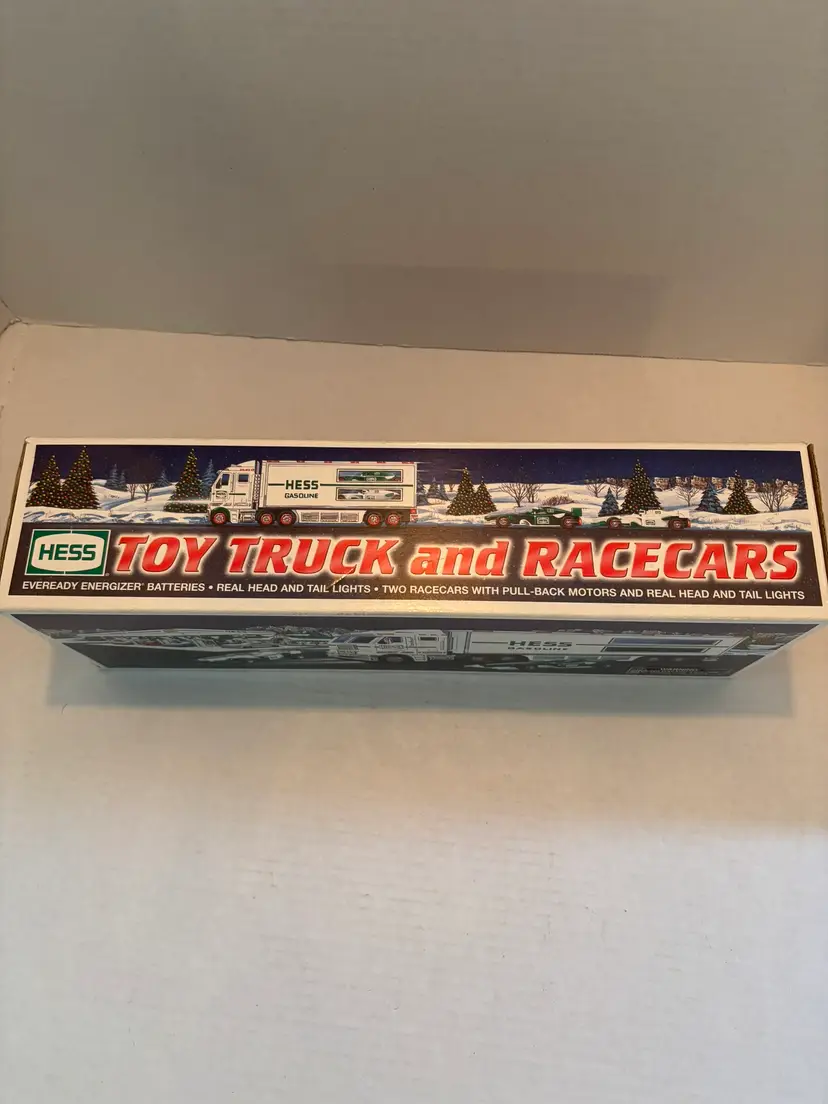 HESS
GASOLINE
HESS
TOY TRUCK and RACECARS
EVEREADY ENERGIZER® BATTERIES • REAL HEAD AND TAIL LIGHTS • TWO RACECARS WITH PULL-BACK MOTORS AND REAL HEAD AND TAIL LIGHTS
HESS
GASOLINE